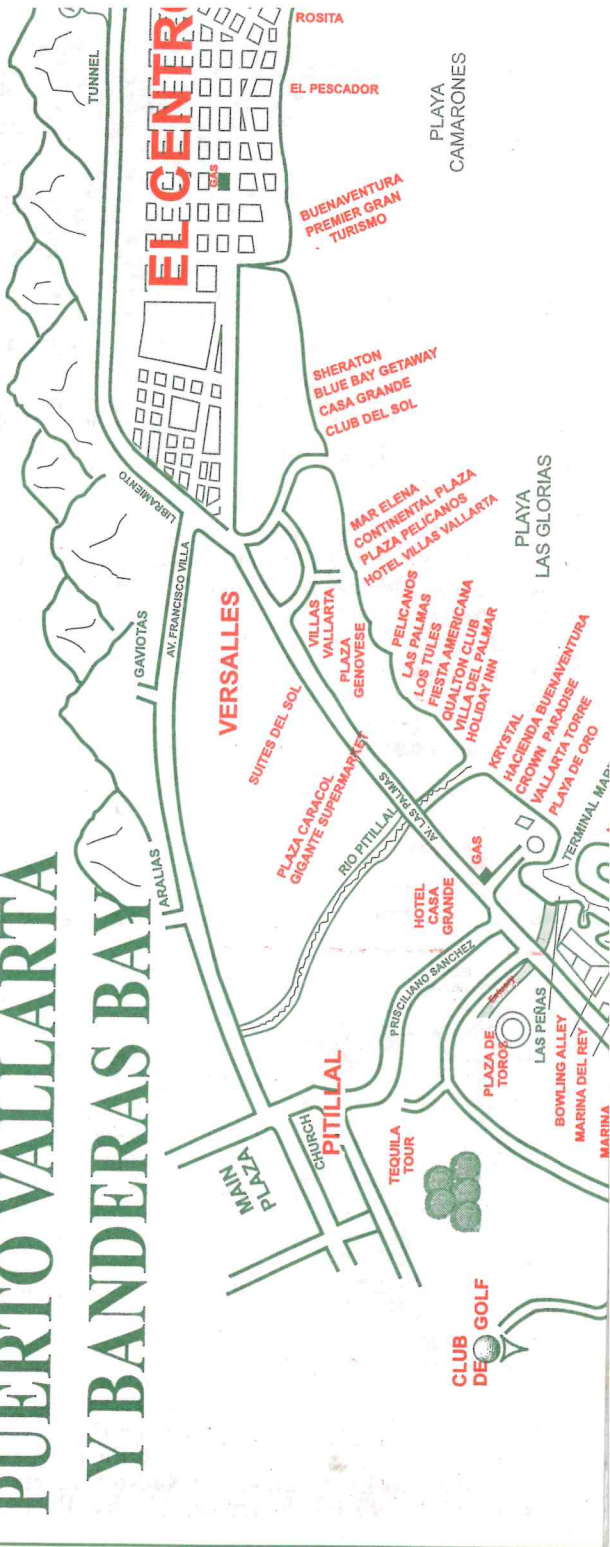 PUERTO VALLARTA
Y BANDERAS BAY
TUNNEL
EL CENTRO
GAS
ROSITA
EL PESCADOR
PLAYA
CAMARONES
BUENAVENTURA
PREMIER GRAN
TURISMO
SHERATON
BLUE BAY GETAWAY
CASA GRANDE
CLUB DEL SOL
LIBRAMIENTO
MAR ELENA
CONTINENTAL PLAZA
PLAZA PELICANOS
HOTEL VILLAS VALLARTA
PLAYA
LAS GLORIAS
GAVIOTAS
AV. FRANCISCO VILLA
VERSALLES
VILLAS
VALLARTA
PLAZA
GENOVESE
PELICANOS
LAS PALMAS
LOS TULES
FIESTA AMERICANA
QUALTON CLUB
VILLA DEL PALMAR
HOLIDAY INN
SUITES DEL SOL
PLAZA CARACOL
GIGANTE SUPERMARKET
RIO PITILLAL
AV. LAS PALMAS
KRYSTAL
HACIENDA BUENAVENTURA
CROWN PARADISE
VALLARTA TORRE
PLAYA DE ORO
ARALIAS
HOTEL
CASA
GRANDE
GAS
TERMINAL MAR
PRISCILIANO SANCHEZ
Estuary
PLAZA DE
TOROS
LAS PEÑAS
BOWLING ALLEY
MARINA DEL REY
MARINA
MAIN
PLAZA
CHURCH
PITILLAL
TEQUILA
TOUR
CLUB
DE GOLF